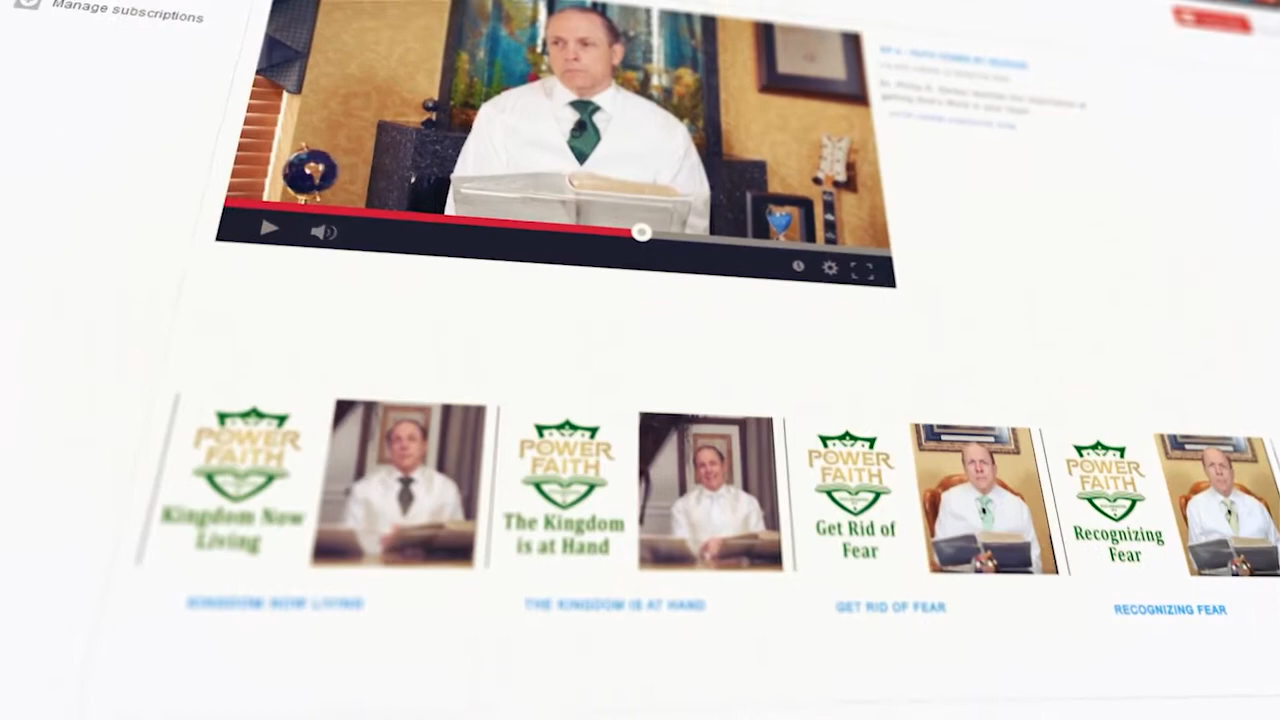 Manage subscriptions
POWER
FAITH
Kingdom Now
Living
POWER
FAITH
The Kingdom
is at Hand
POWER
FAITH
Get Rid of
Fear
POWER
FAITH
Recognizing
Fear
KINGDOM NOW LIVING
THE KINGDOM IS AT HAND
GET RID OF FEAR
RECOGNIZING FEAR